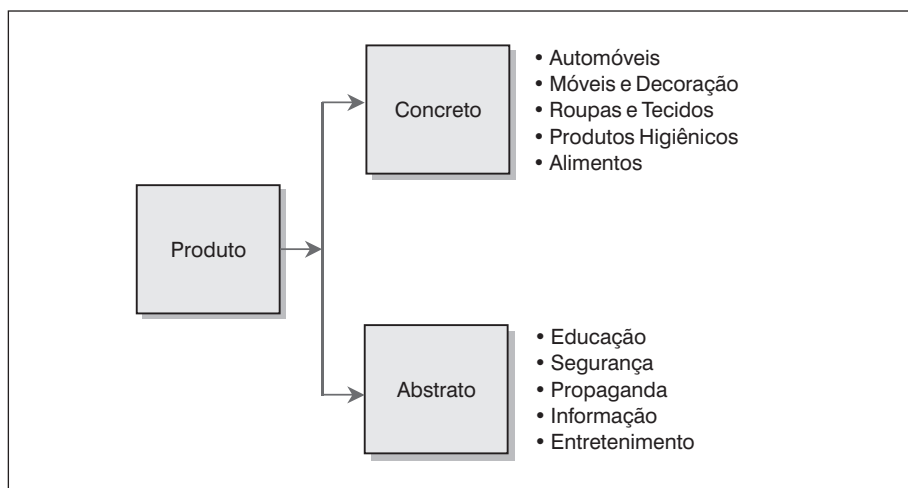 Produto
Concreto
• Automóveis
• Móveis e Decoração
• Roupas e Tecidos
• Produtos Higiênicos
• Alimentos
Abstrato
• Educação
• Segurança
• Propaganda
• Informação
• Entretenimento